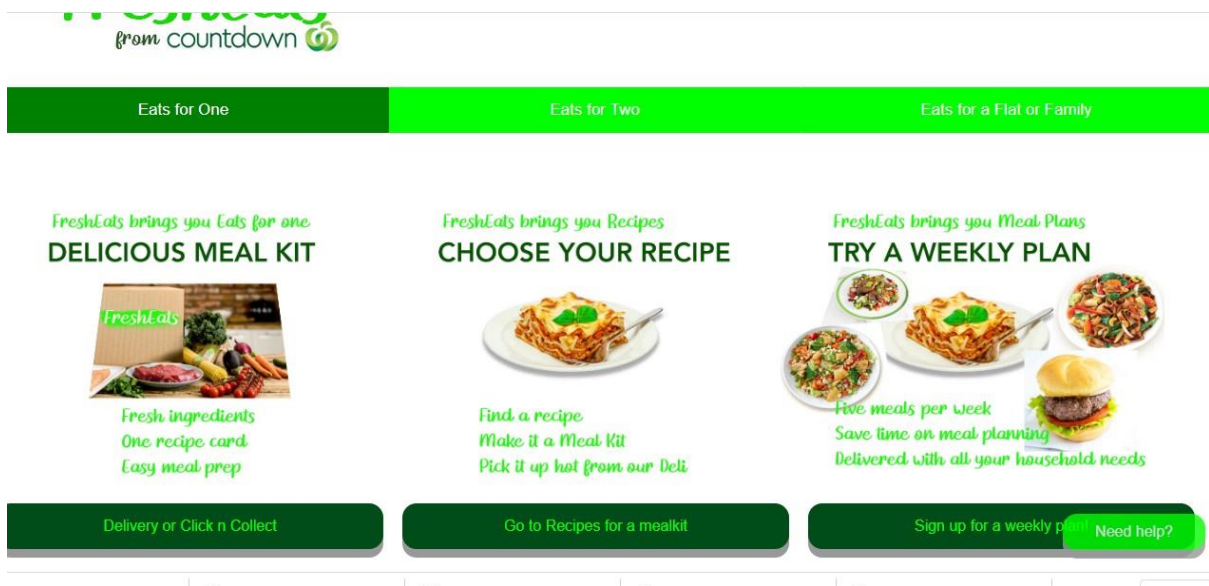 FreshEats
from countdown
Eats for One
Eats for Two
Eats for a Flat or Family
FreshEats brings you Eats for one
DELICIOUS MEAL KIT
FreshEats
Fresh ingredients
One recipe card
Easy meal prep
Delivery or Click n Collect
FreshEats brings you Recipes
CHOOSE YOUR RECIPE
Find a recipe
Make it a Meal Kit
Pick it up hot from our Deli
Go to Recipes for a mealkit
FreshEats brings you Meal Plans
TRY A WEEKLY PLAN
Five meals per week
Save time on meal planning
Delivered with all your household needs
Sign up for a weekly plan!
Need help?